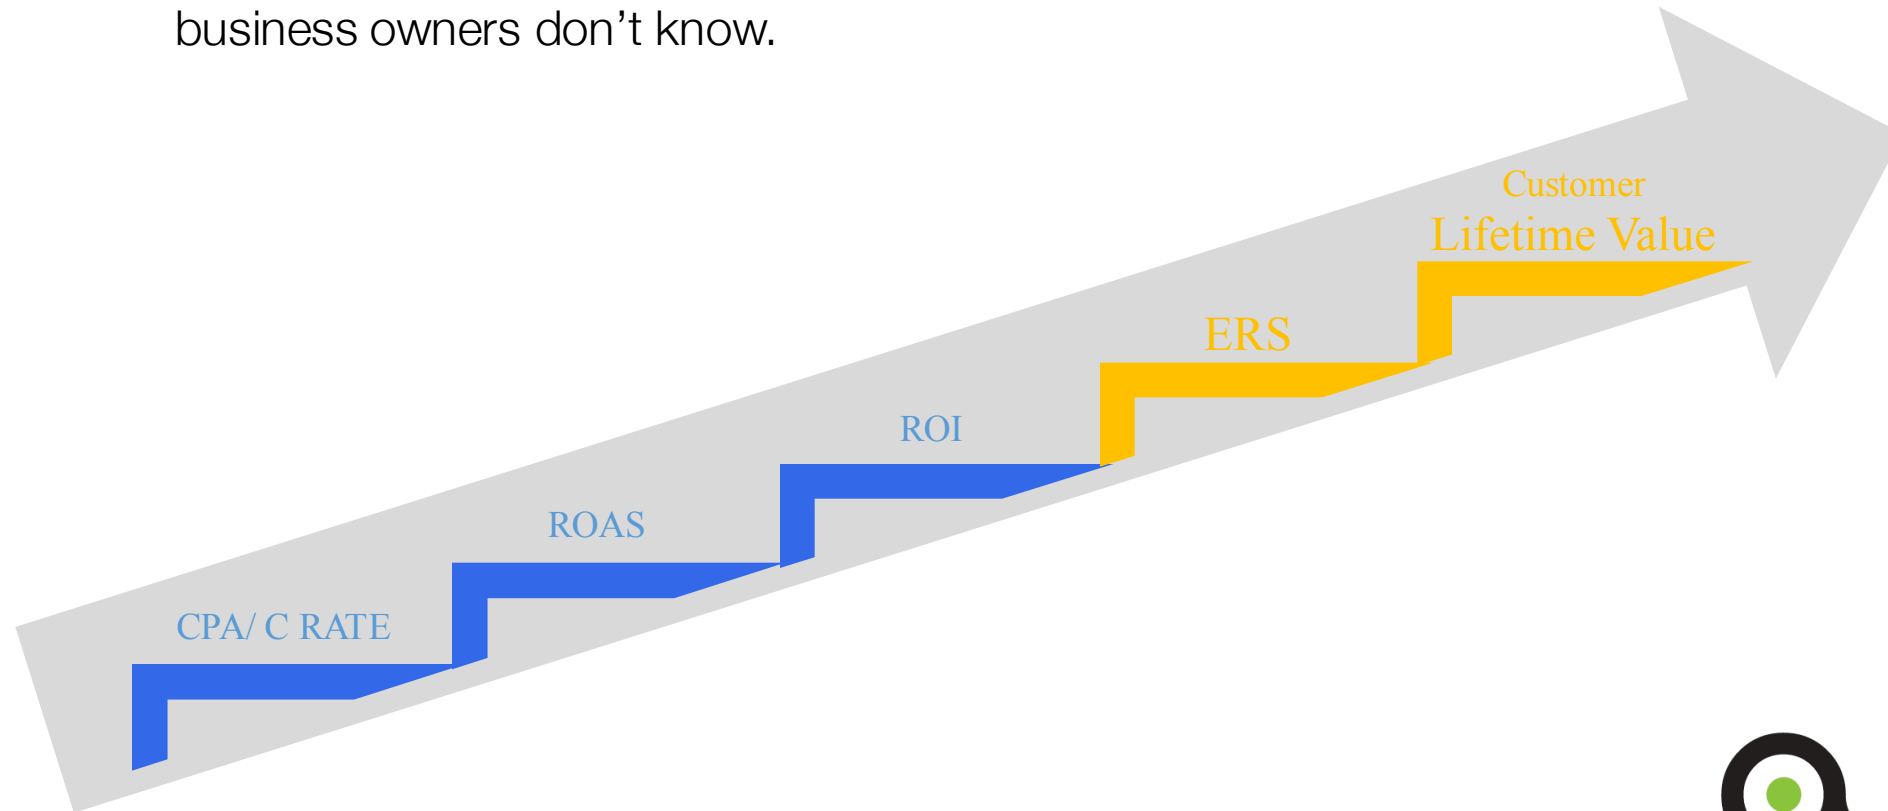 business owners don’t know.
Customer
Lifetime Value
ERS
ROI
ROAS
CPA/ C RATE